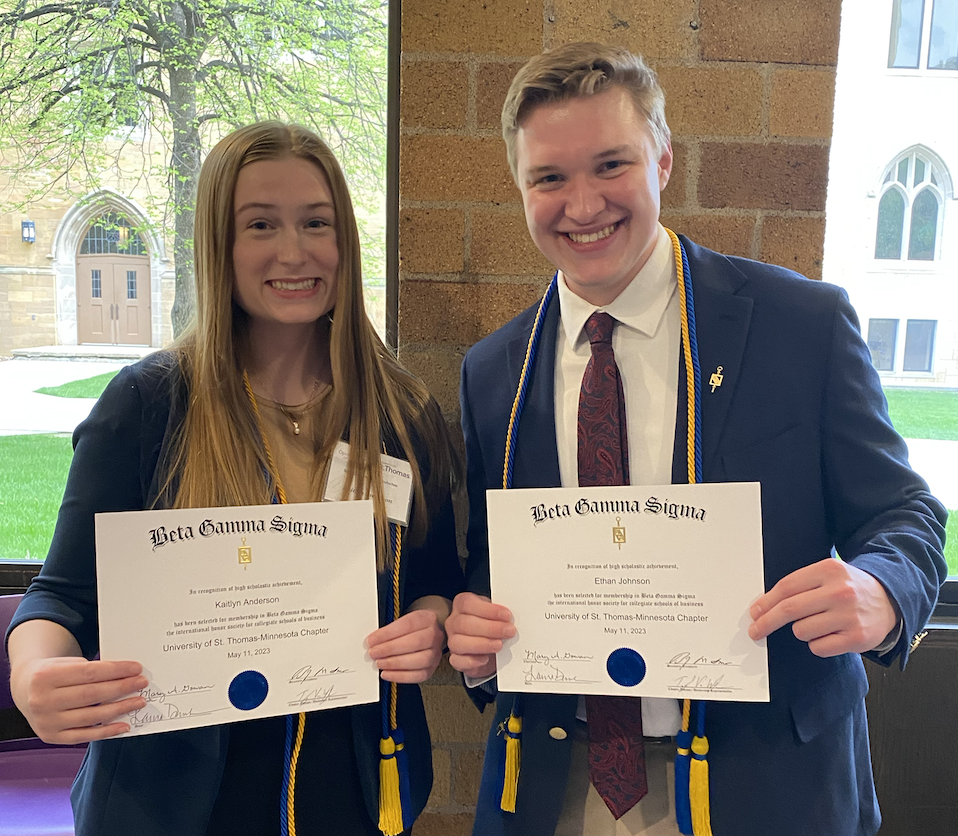 Thomas
Beta Gamma Sigma
In recognition of high scholastic achievement,
Kaitlyn Anderson
has been selected for membership in Beta Gamma Sigma
the international honor society for collegiate schools of business
University of St. Thomas-Minnesota Chapter
May 11, 2023
Beta Gamma Sigma
In recognition of high scholastic achievement,
Ethan Johnson
has been selected for membership in Beta Gamma Sigma
the international honor society for collegiate schools of business
University of St. Thomas-Minnesota Chapter
May 11, 2023